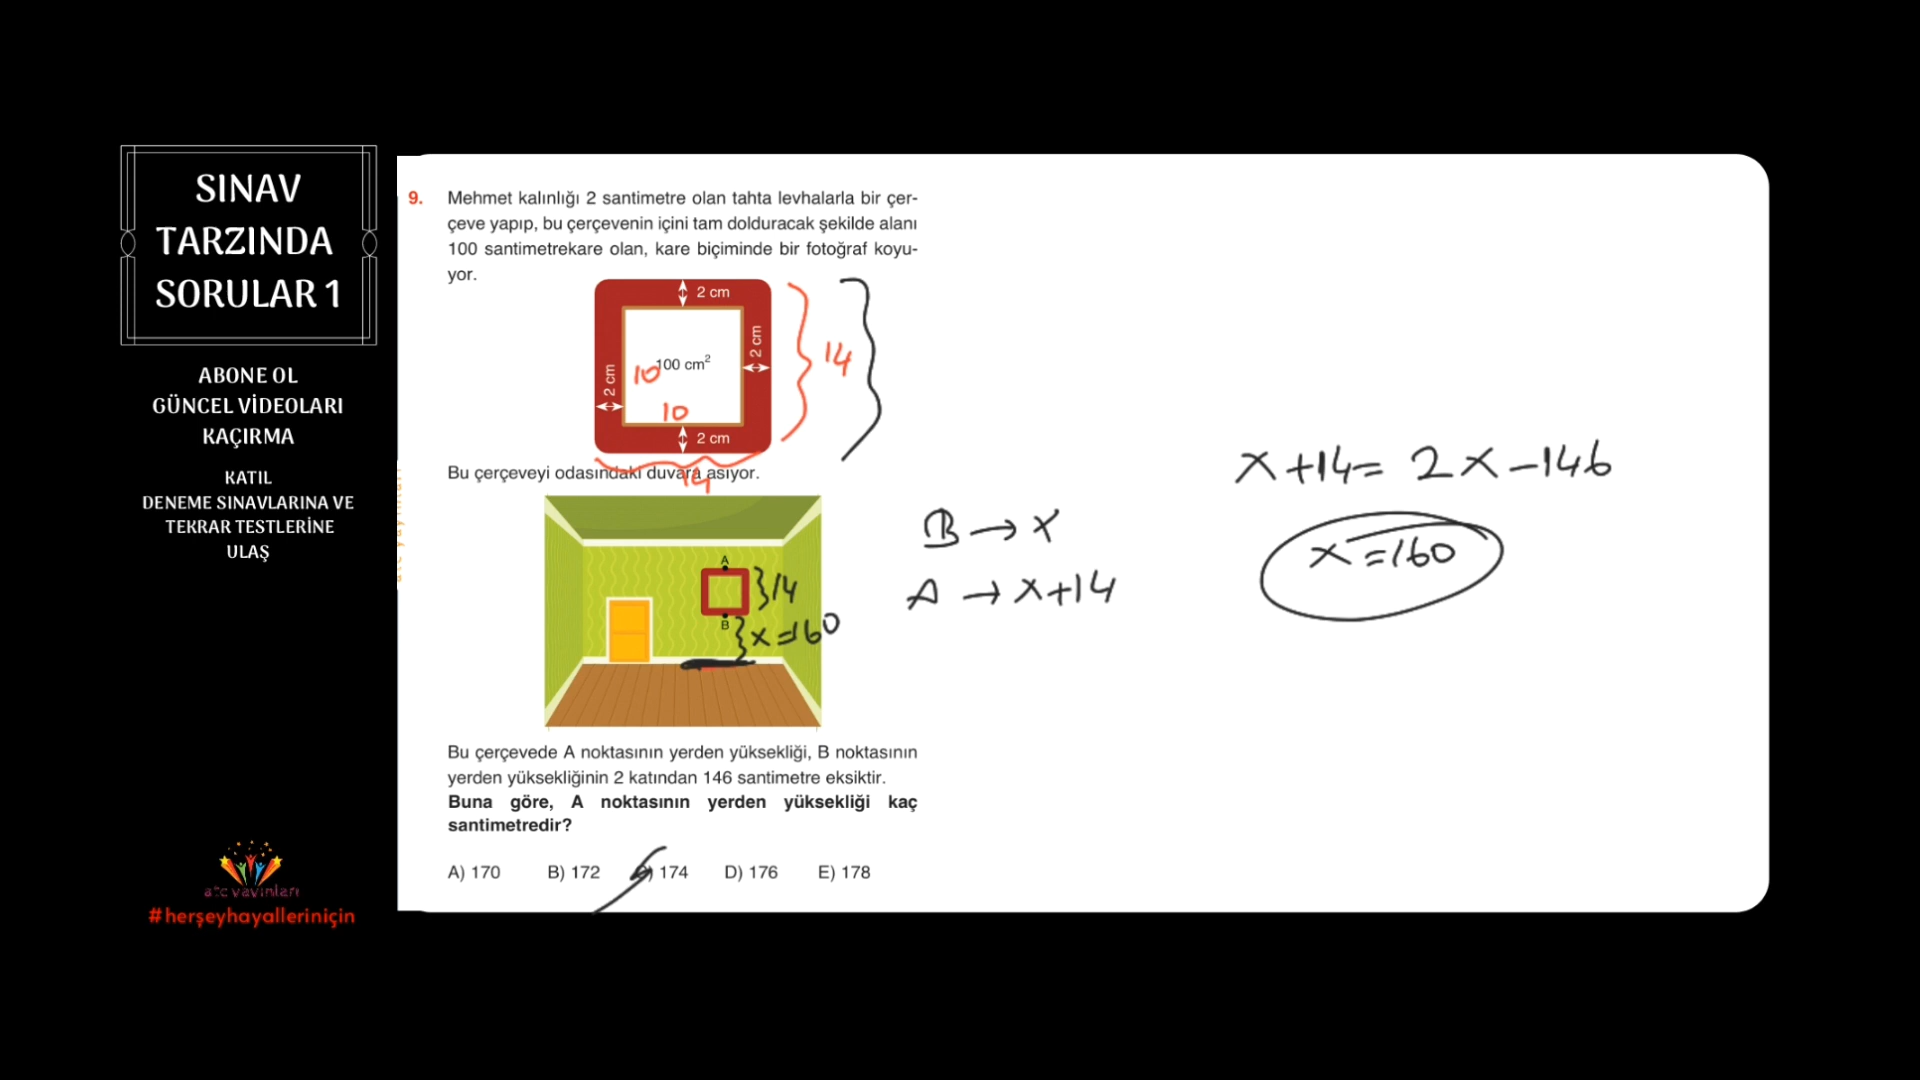 SINAV
TARZINDA
SORULAR 1
ABONE OL
GÜNCEL VİDEOLARI
KAÇIRMA
KATIL
DENEME SINAVLARINA VE
TEKRAR TESTLERİNE
ULAŞ
atc yayınları
#herşeyhayalleriniçin
9. Mehmet kalınlığı 2 santimetre olan tahta levhalarla bir çer-
çeve yapıp, bu çerçevenin içini tam dolduracak şekilde alanı
100 santimetrekare olan, kare biçiminde bir fotoğraf koyu-
yor.
2 cm
2 cm
100 cm²
2 cm
2 cm
10
10
14
14
Bu çerçeveyi odasındaki duvara asıyor.
A
B
}14
}x=160
B → x
A → x+14
x+14= 2x-146
x=160
Bu çerçevede A noktasının yerden yüksekliği, B noktasının
yerden yüksekliğinin 2 katından 146 santimetre eksiktir.
Buna göre, A noktasının yerden yüksekliği kaç
santimetredir?
A) 170 B) 172 C) 174 D) 176 E) 178